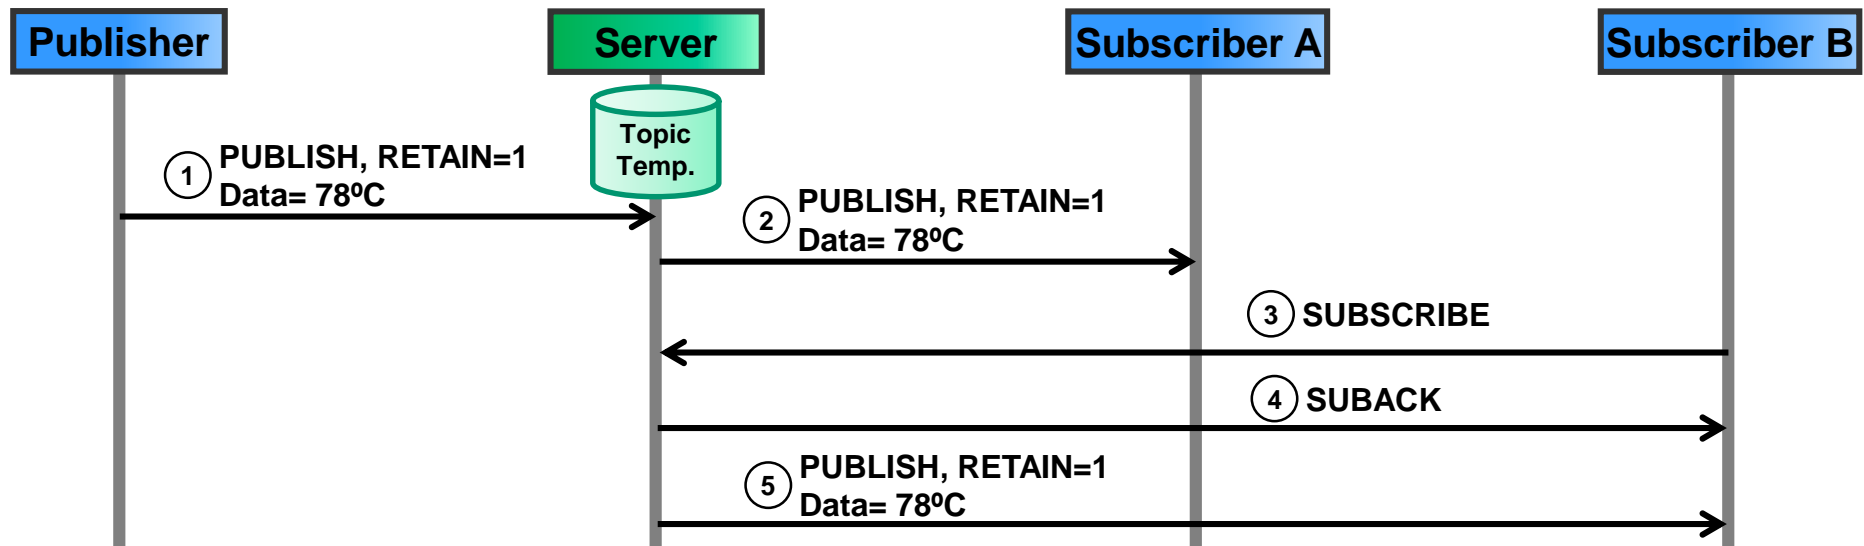 Publisher
Server
Subscriber A
Subscriber B
Topic
Temp.
1
PUBLISH, RETAIN=1
Data= 78ºC
2
PUBLISH, RETAIN=1
Data= 78ºC
3
SUBSCRIBE
4
SUBACK
5
PUBLISH, RETAIN=1
Data= 78ºC